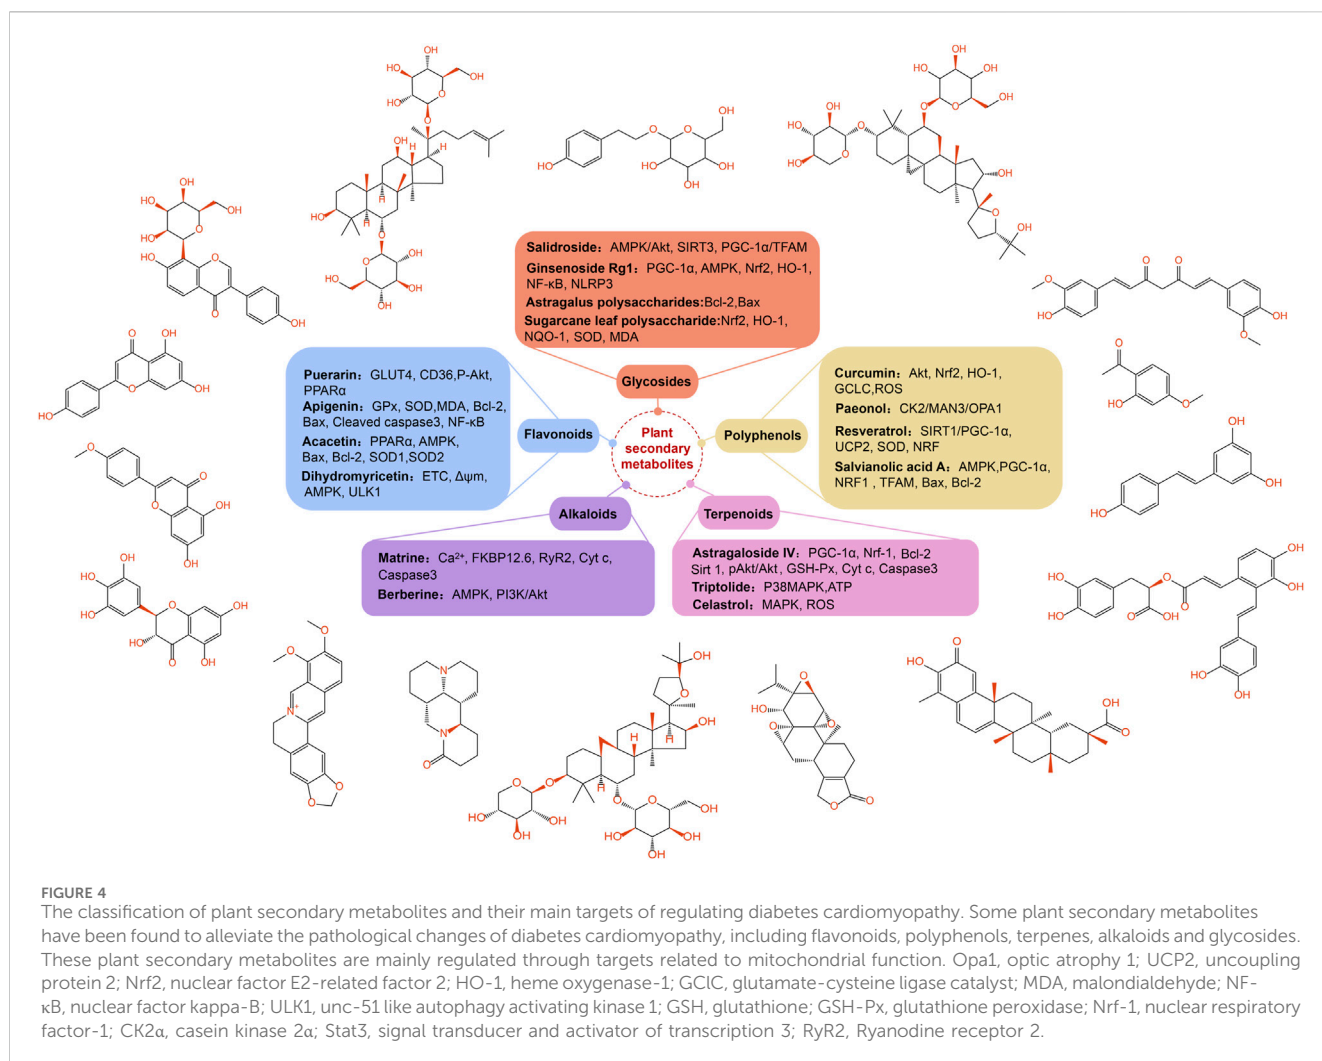 Salidroside: AMPK/Akt, SIRT3, PGC-1α/TFAM
Ginsenoside Rg1: PGC-1α, AMPK, Nrf2, HO-1,
NF-κB, NLRP3
Astragalus polysaccharides:Bcl-2,Bax
Sugarcane leaf polysaccharide:Nrf2, HO-1,
NQO-1, SOD, MDA
Glycosides
Puerarin: GLUT4, CD36,P-Akt,
PPARα
Apigenin: GPx, SOD,MDA, Bcl-2,
Bax, Cleaved caspase3, NF-κB
Acacetin: PPARα, AMPK,
Bax, Bcl-2, SOD1,SOD2
Dihydromyricetin: ETC, Δψm,
AMPK, ULK1
Flavonoids
Plant
secondary
metabolites
Polyphenols
Curcumin: Akt, Nrf2, HO-1,
GCLC,ROS
Paeonol: CK2/MAN3/OPA1
Resveratrol: SIRT1/PGC-1α,
UCP2, SOD, NRF
Salvianolic acid A: AMPK,PGC-1α,
NRF1 , TFAM, Bax, Bcl-2
Alkaloids
Matrine: Ca²⁺, FKBP12.6, RyR2, Cyt c,
Caspase3
Berberine: AMPK, PI3K/Akt
Terpenoids
Astragaloside IV: PGC-1α, Nrf-1, Bcl-2
Sirt 1, pAkt/Akt, GSH-Px, Cyt c, Caspase3
Triptolide: P38MAPK,ATP
Celastrol: MAPK, ROS
FIGURE 4
The classification of plant secondary metabolites and their main targets of regulating diabetes cardiomyopathy. Some plant secondary metabolites
have been found to alleviate the pathological changes of diabetes cardiomyopathy, including flavonoids, polyphenols, terpenes, alkaloids and glycosides.
These plant secondary metabolites are mainly regulated through targets related to mitochondrial function. Opa1, optic atrophy 1; UCP2, uncoupling
protein 2; Nrf2, nuclear factor E2-related factor 2; HO-1, heme oxygenase-1; GClC, glutamate-cysteine ligase catalyst; MDA, malondialdehyde; NF-
κB, nuclear factor kappa-B; ULK1, unc-51 like autophagy activating kinase 1; GSH, glutathione; GSH-Px, glutathione peroxidase; Nrf-1, nuclear respiratory
factor-1; CK2α, casein kinase 2α; Stat3, signal transducer and activator of transcription 3; RyR2, Ryanodine receptor 2.